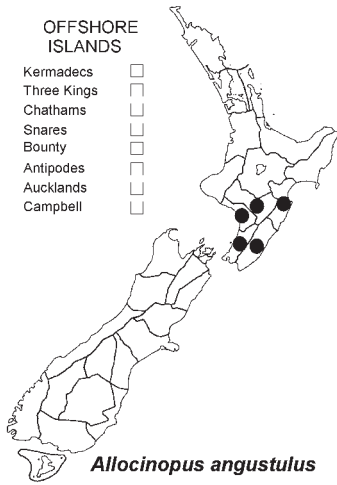 OFFSHORE
ISLANDS
Kermadecs
Three Kings
Chathams
Snares
Bounty
Antipodes
Aucklands
Campbell
Allocinopus angustulus